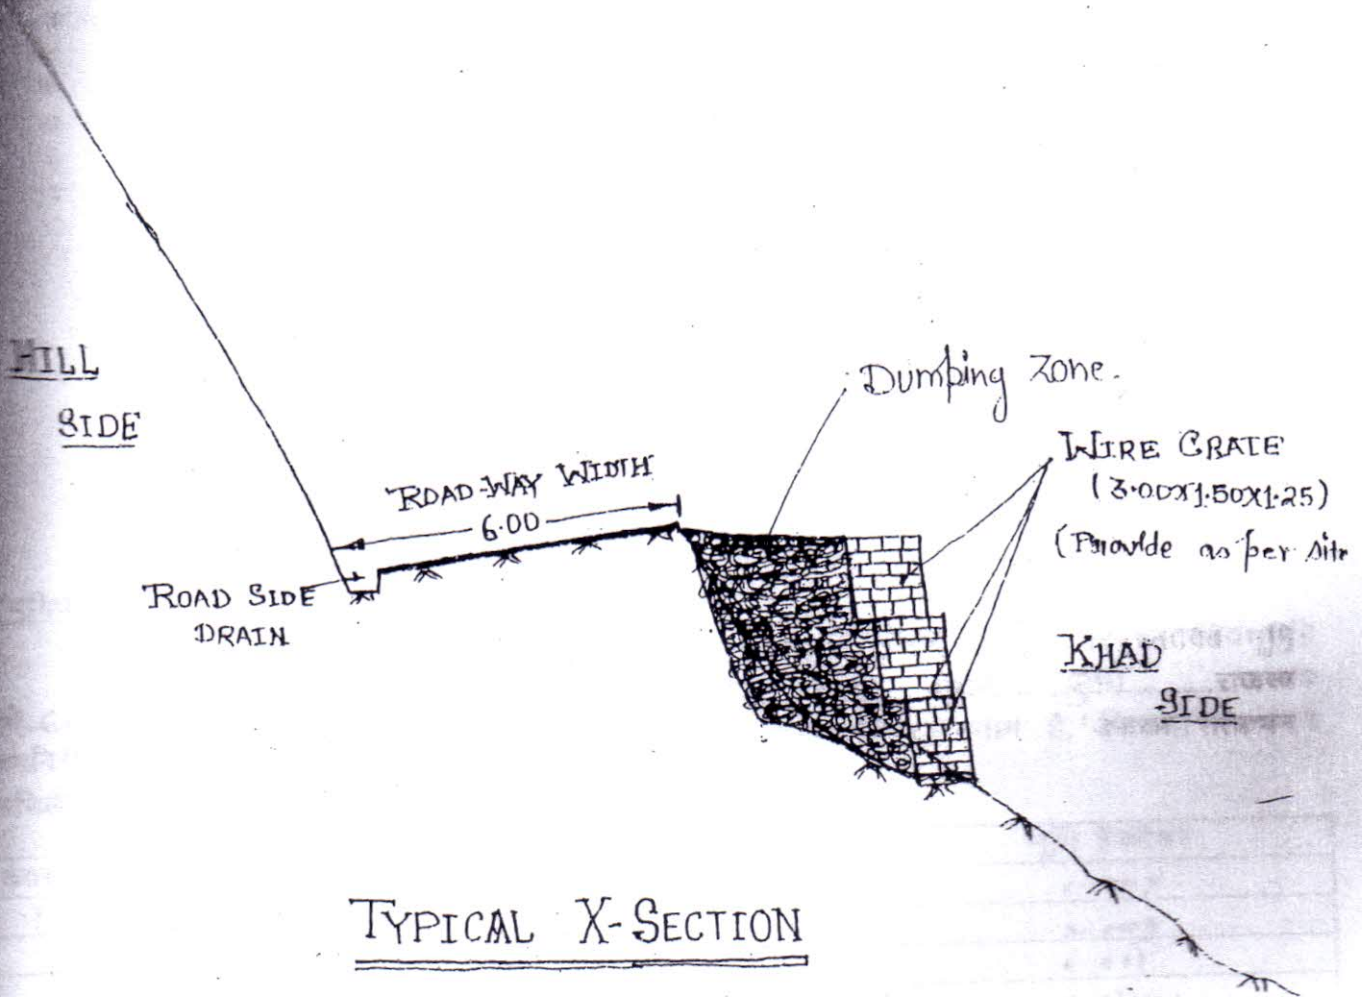 HILL
SIDE
ROAD-WAY WIDTH
6.00
ROAD SIDE
DRAIN
Dumping Zone.
WIRE CRATE
(3.00X1.50X1.25)
(Provide as per site
KHAD
SIDE
TYPICAL X-SECTION